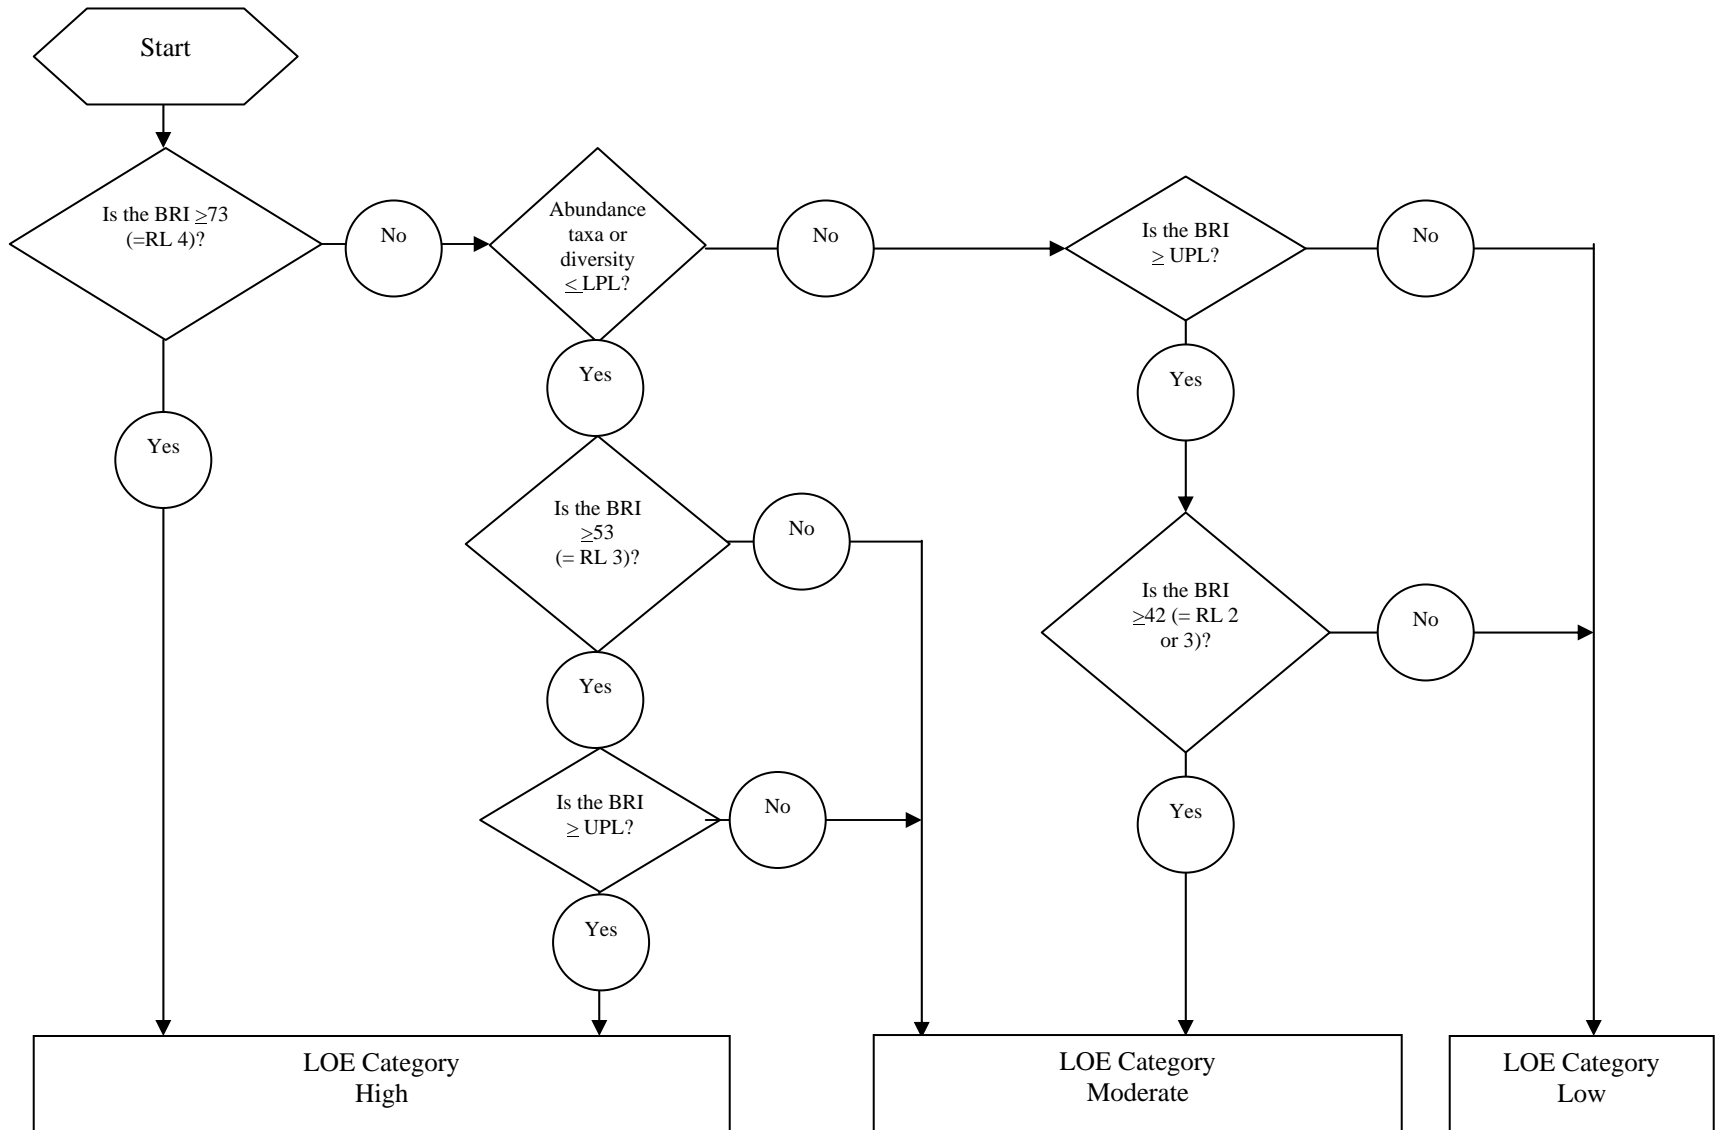 Start
Is the BRI ≥73
(=RL 4)?
No
Abundance
taxa or
diversity
≤ LPL?
No
Is the BRI
≥ UPL?
No
Yes
Yes
Yes
Is the BRI
≥53
(= RL 3)?
No
Is the BRI
≥42 (= RL 2
or 3)?
No
Yes
Is the BRI
≥ UPL?
No
Yes
Yes
LOE Category
High
LOE Category
Moderate
LOE Category
Low